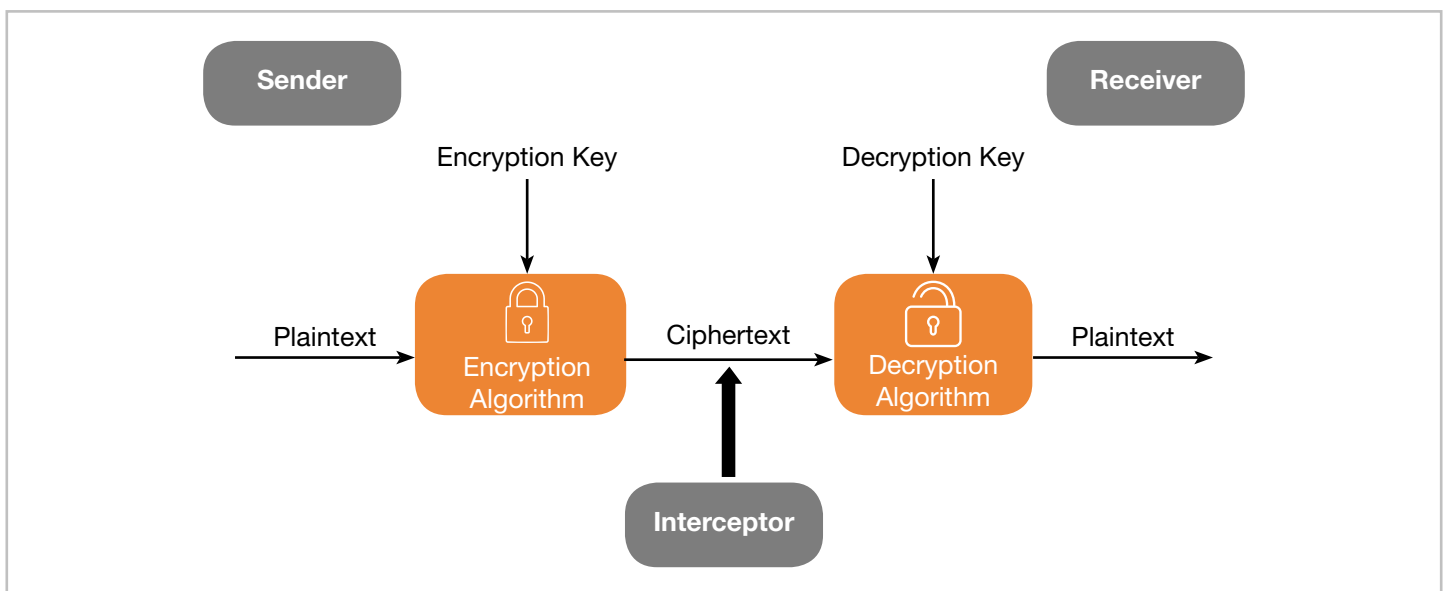 Sender
Receiver
Encryption Key
Decryption Key
Plaintext
Encryption
Algorithm
Ciphertext
Decryption
Algorithm
Plaintext
Interceptor